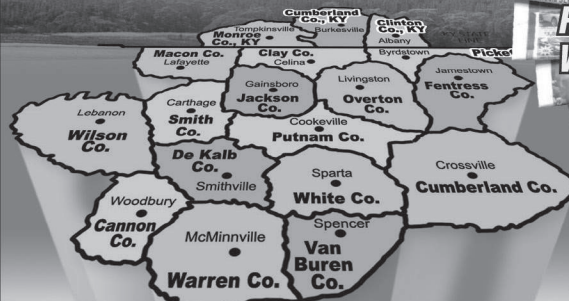 Cumberland
Co., KY
Burkesville
Clinton
Co., KY
Albany
Tompkinsville
Monroe
Co., KY
Macon Co.
Lafayette
Clay Co.
Celina
Byrdstown
Gainsboro
Jackson
Co.
Livingston
Overton
Co.
Jamestown
Fentress
Co.
Lebanon
Wilson
Co.
Carthage
Smith
Co.
Cookeville
Putnam Co.
De Kalb
Co.
Smithville
Sparta
White Co.
Crossville
Cumberland Co.
Woodbury
Cannon
Co.
McMinnville
Warren Co.
Spencer
Van
Buren
Co.